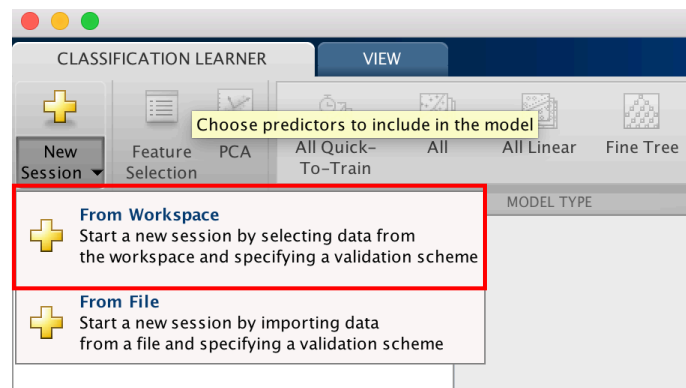 CLASSIFICATION LEARNER
VIEW
Choose predictors to include in the model
New
Session
Feature
Selection
PCA
All Quick-
To-Train
All
All Linear
Fine Tree
MODEL TYPE
From Workspace
Start a new session by selecting data from
the workspace and specifying a validation scheme
From File
Start a new session by importing data
from a file and specifying a validation scheme